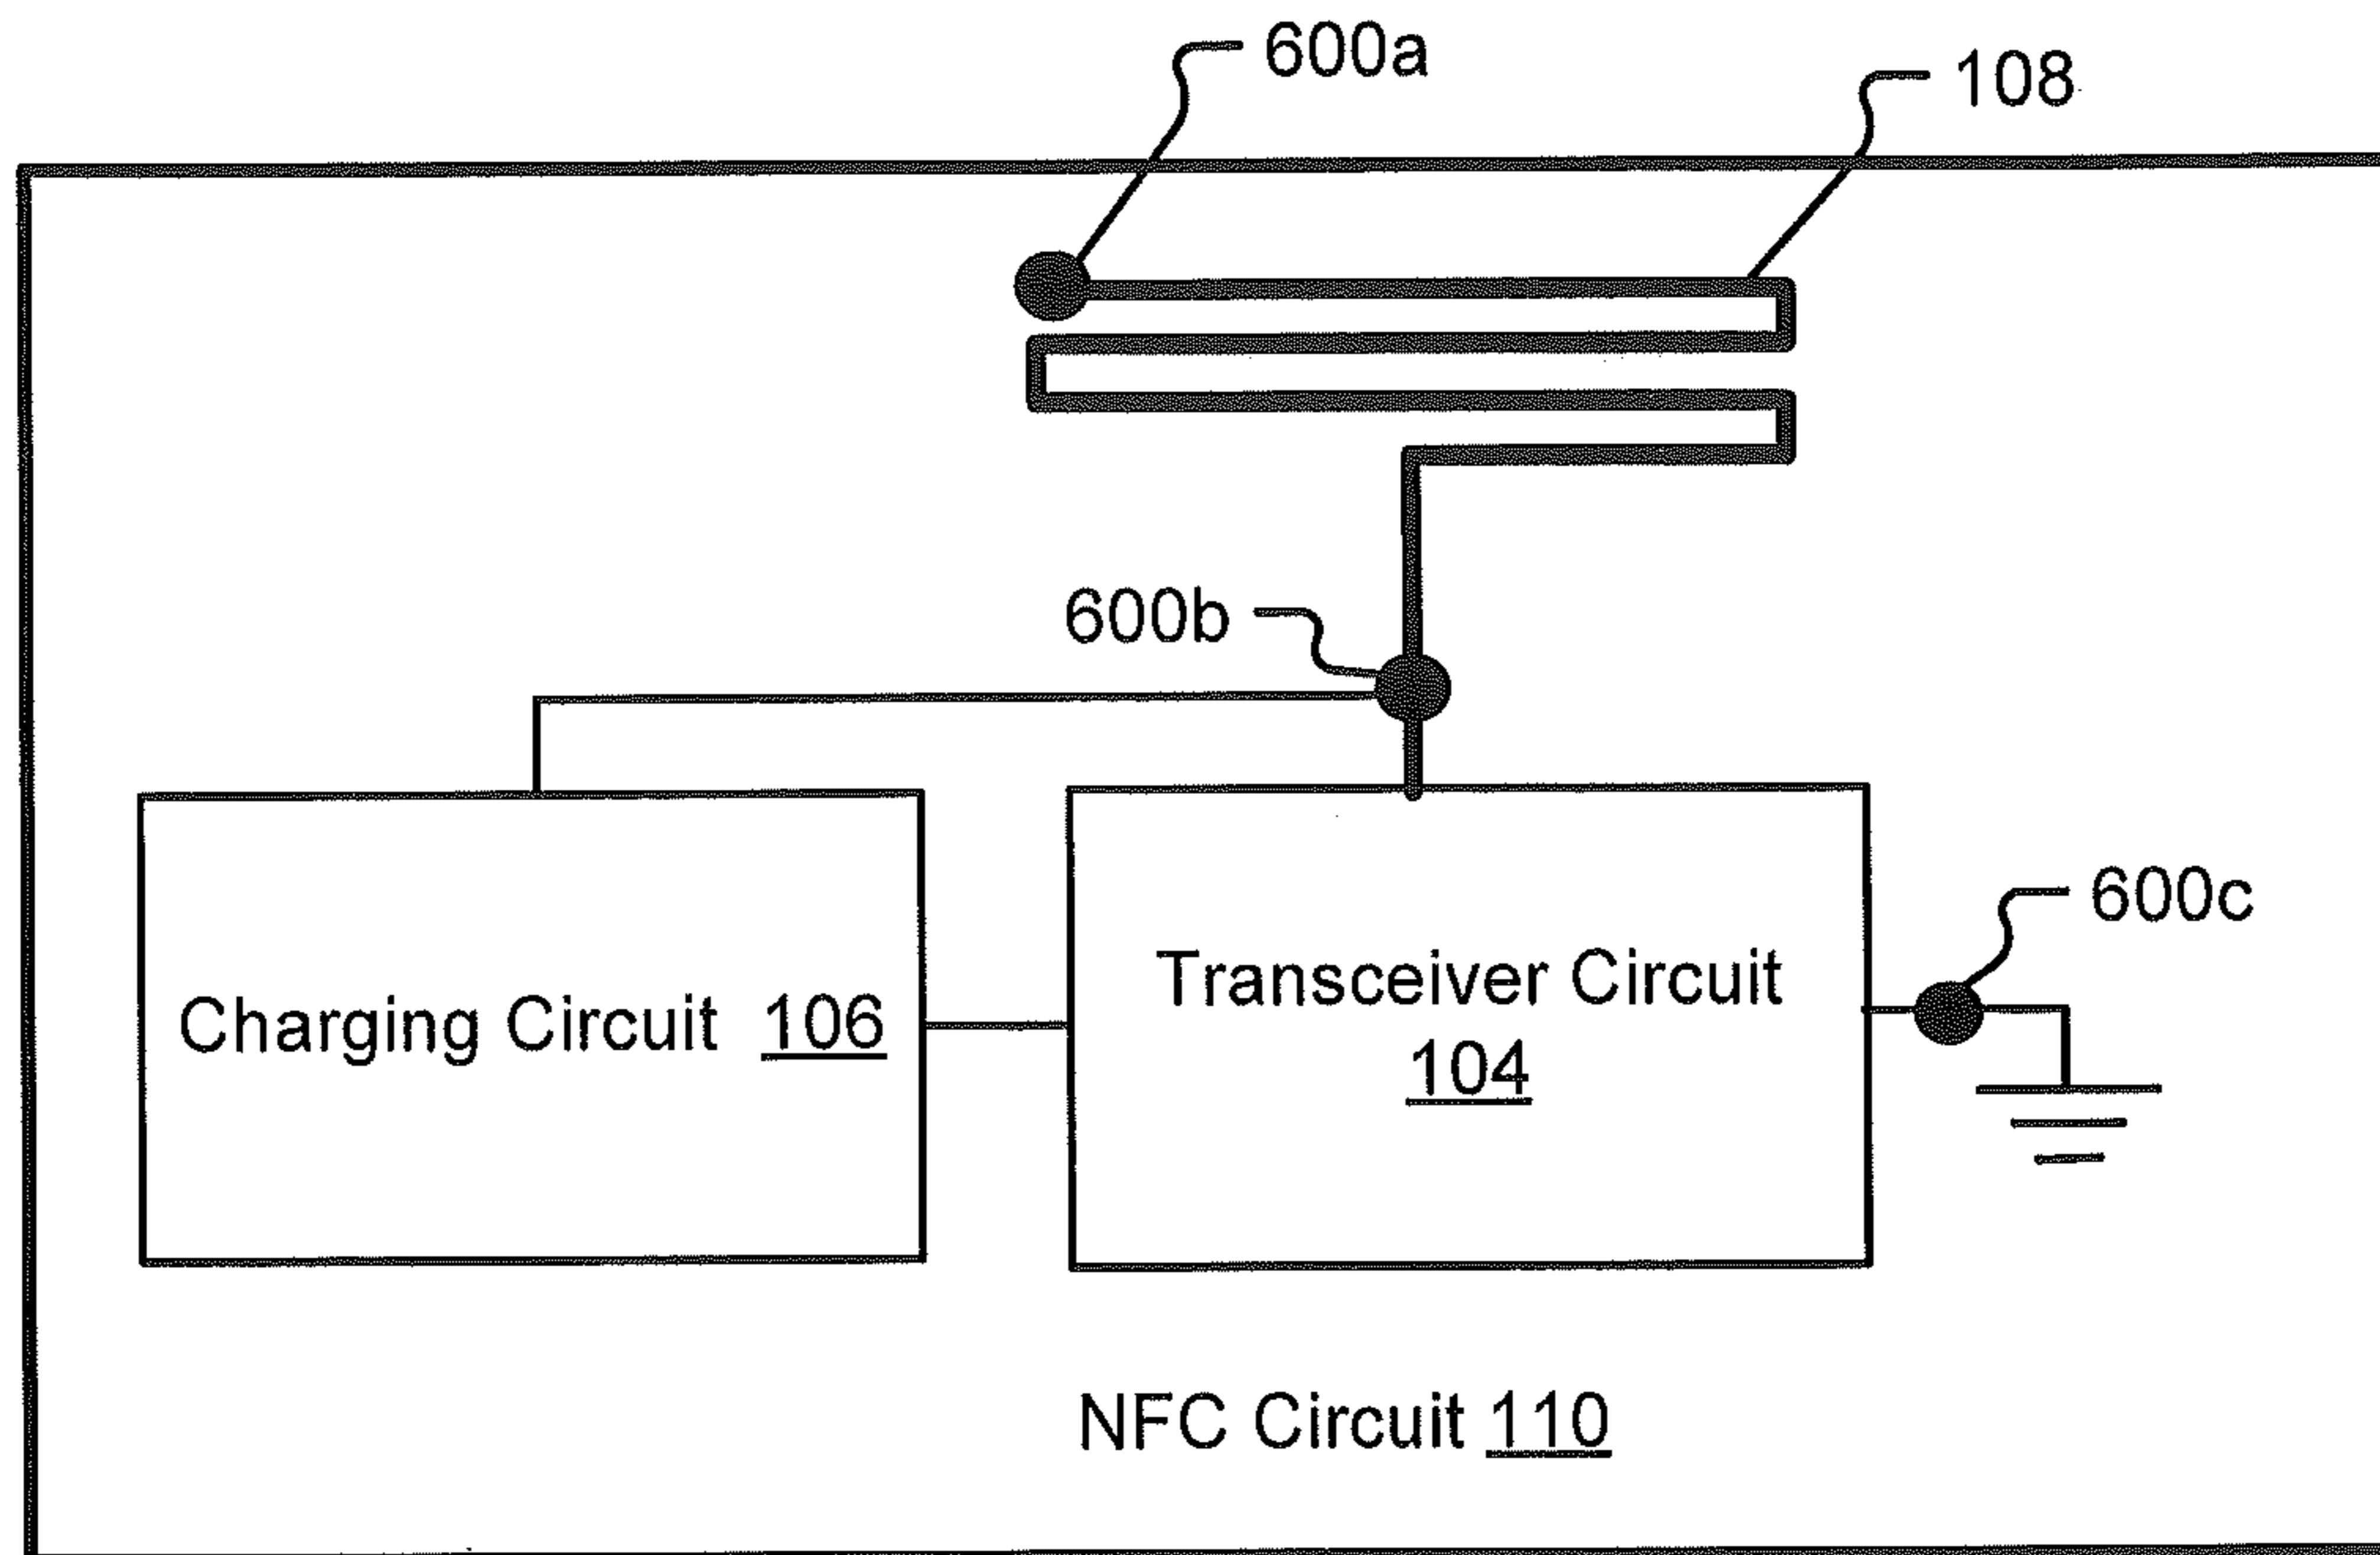 600a
108
600b
600c
Charging Circuit 106
Transceiver Circuit
104
NFC Circuit 110